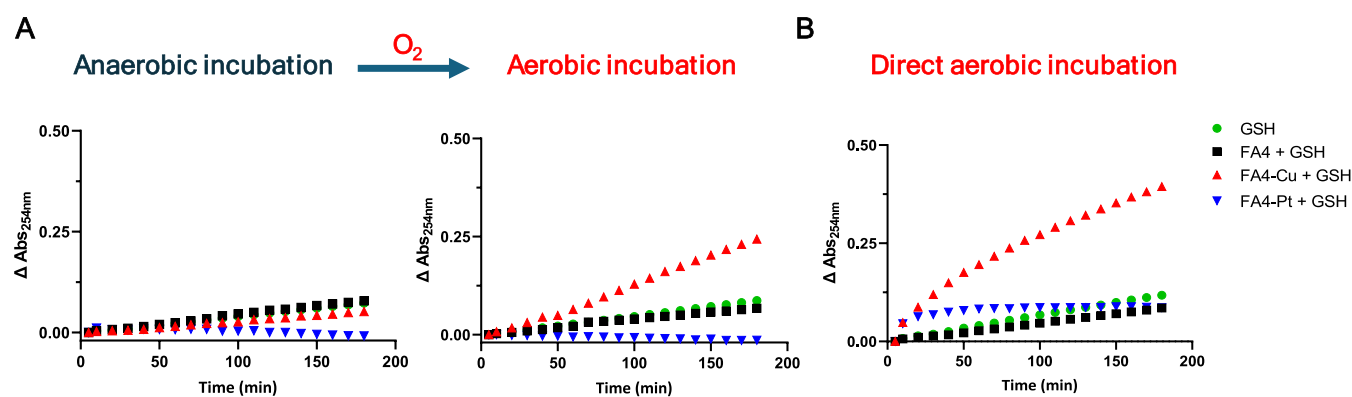 A
B
O2
Anaerobic incubation
Aerobic incubation
Direct aerobic incubation
Δ Abs254nm
0.50
0.25
0.00
0
50
100
150
200
Time (min)
Δ Abs254nm
0.50
0.25
0.00
0
50
100
150
200
Time (min)
Δ Abs254nm
0.50
0.25
0.00
0
50
100
150
200
Time (min)
GSH
FA4 + GSH
FA4-Cu + GSH
FA4-Pt + GSH